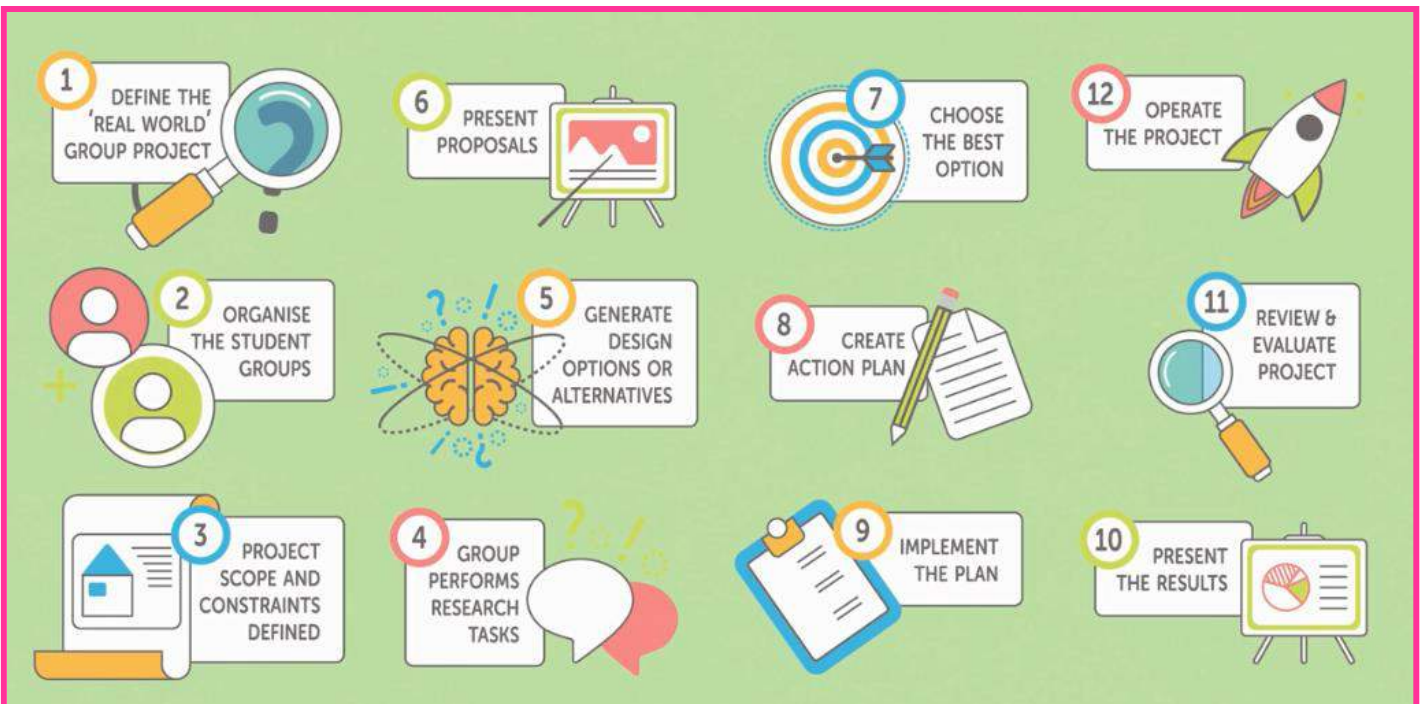 1
DEFINE THE
'REAL WORLD'
GROUP PROJECT
2
ORGANISE
THE STUDENT
GROUPS
3
PROJECT
SCOPE AND
CONSTRAINTS
DEFINED
4
GROUP
PERFORMS
RESEARCH
TASKS
5
GENERATE
DESIGN
OPTIONS OR
ALTERNATIVES
6
PRESENT
PROPOSALS
7
CHOOSE
THE BEST
OPTION
8
CREATE
ACTION PLAN
9
IMPLEMENT
THE PLAN
10
PRESENT
THE RESULTS
11
REVIEW &
EVALUATE
PROJECT
12
OPERATE
THE PROJECT